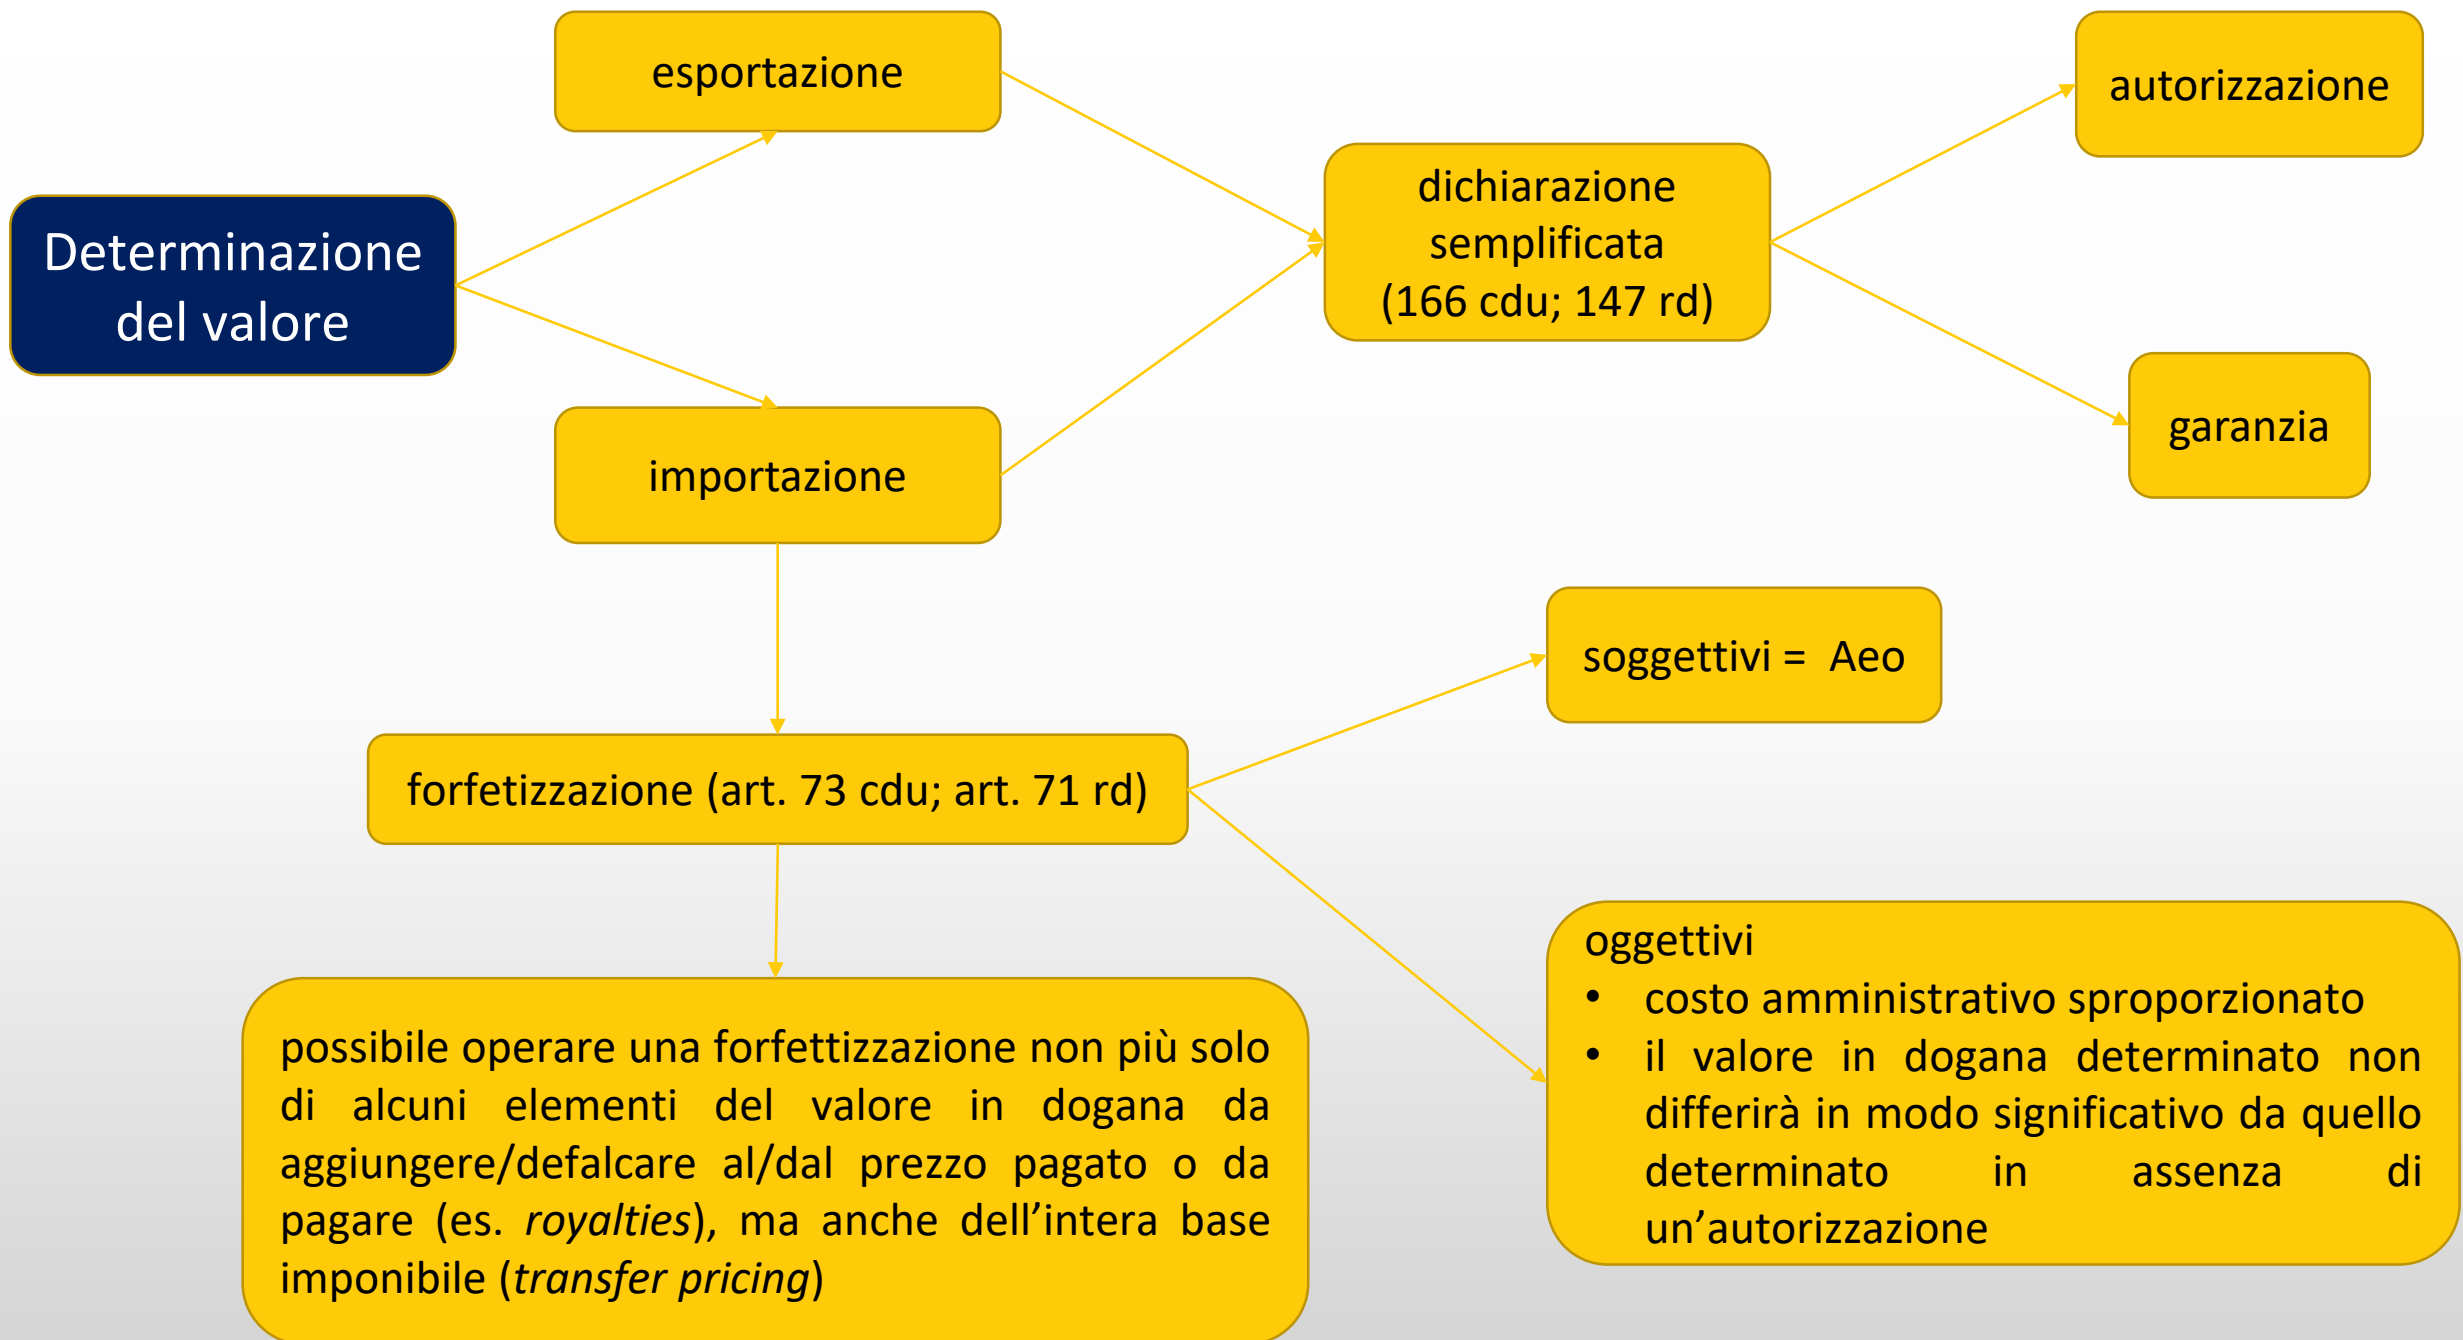 esportazione
autorizzazione
dichiarazione
semplificata
(166 cdu; 147 rd)
Determinazione
del valore
garanzia
importazione
soggettivi =  Aeo
forfetizzazione (art. 73 cdu; art. 71 rd)
oggettivi
• costo amministrativo sproporzionato
• il valore in dogana determinato non
differirà in modo significativo da quello
determinato in assenza di
un’autorizzazione
possibile operare una forfettizzazione non più solo
di alcuni elementi del valore in dogana da
aggiungere/defalcare al/dal prezzo pagato o da
pagare (es. royalties), ma anche dell’intera base
imponibile (transfer pricing)